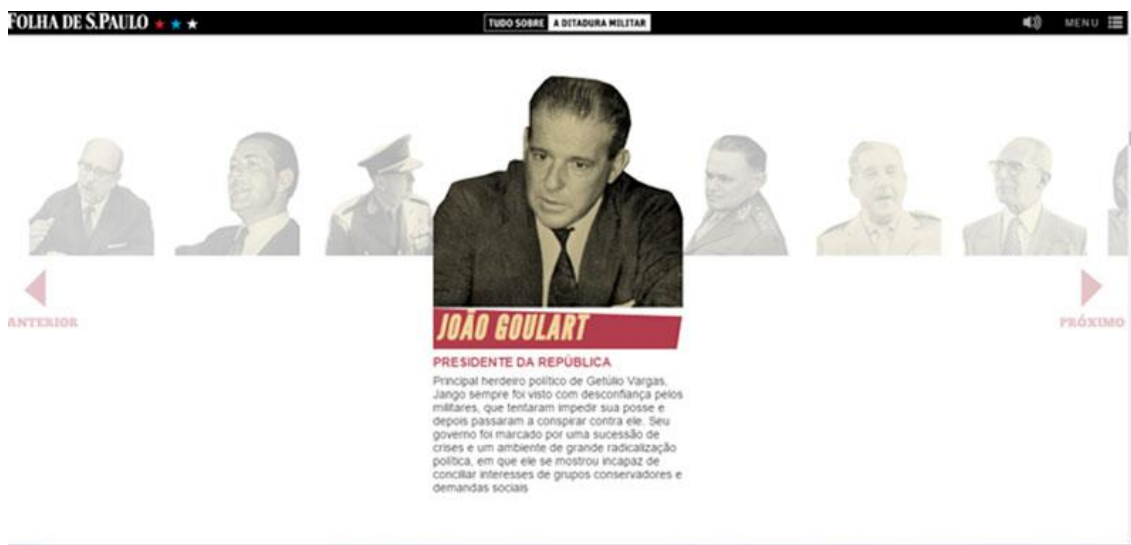 FOLHA DE S.PAULO
TUDO SOBRE A DITADURA MILITAR
MENU
ANTERIOR
PRÓXIMO
JOÃO GOULART
PRESIDENTE DA REPÚBLICA
Principal herdeiro político de Getúlio Vargas,
Jango sempre foi visto com desconfiança pelos
militares, que tentaram impedir sua posse e
depois passaram a conspirar contra ele. Seu
governo foi marcado por uma sucessão de
crises e um ambiente de grande radicalização
política, em que ele se mostrou incapaz de
conciliar interesses de grupos conservadores e
demandas sociais